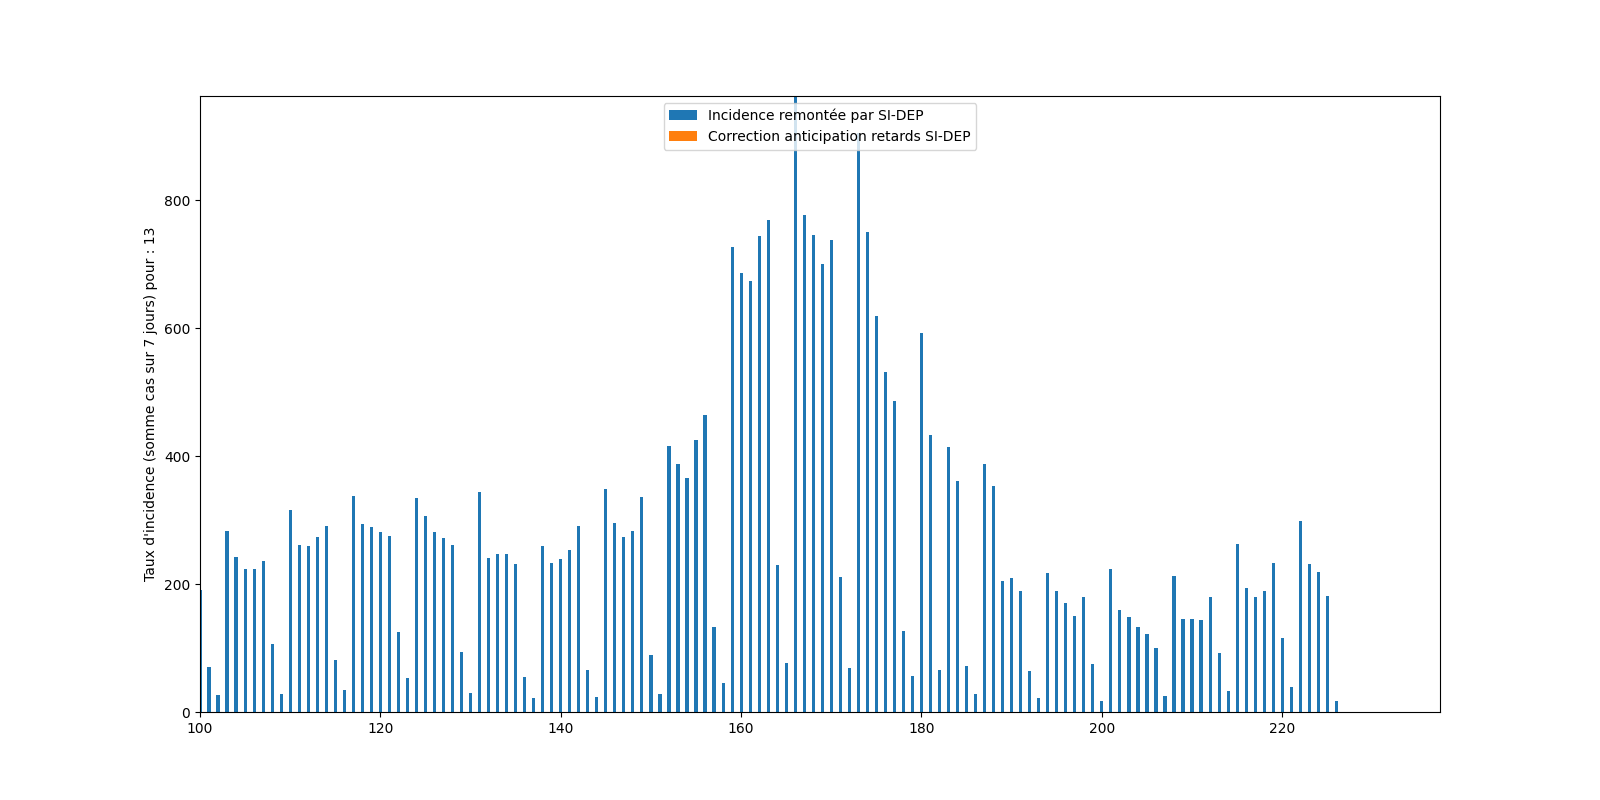 Incidence remontée par SI-DEP
Correction anticipation retards SI-DEP
Taux d'incidence (somme cas sur 7 jours) pour : 13
800
600
400
200
0
100 120 140 160 180 200 220